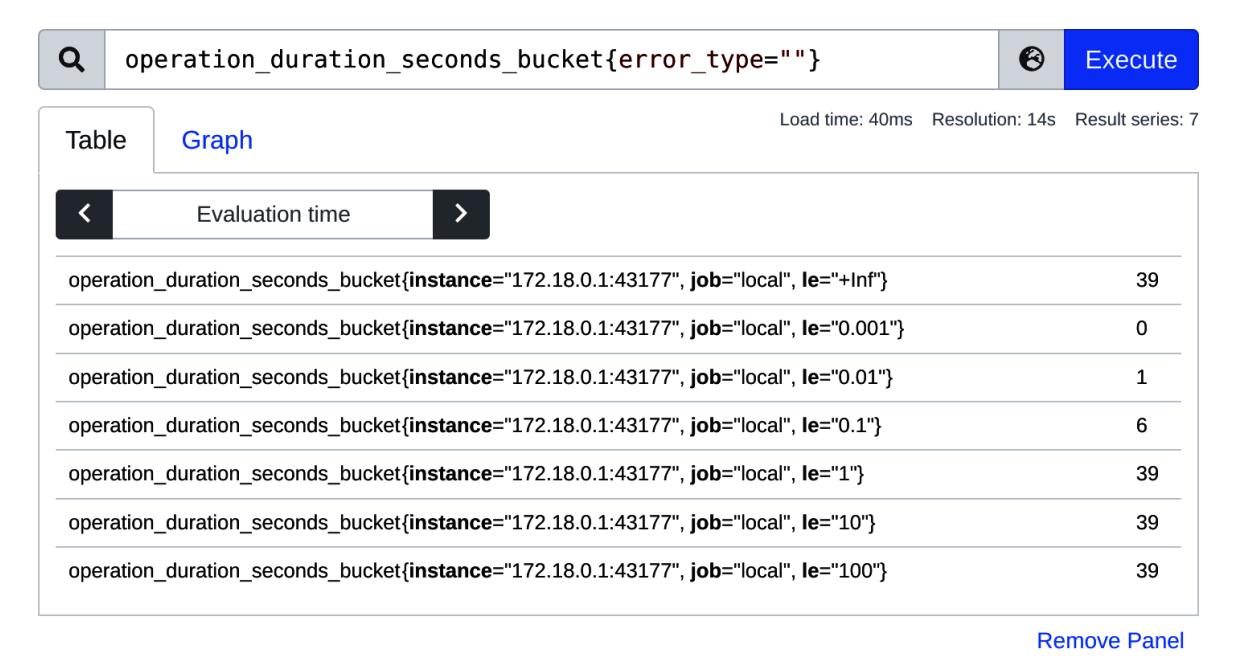 operation_duration_seconds_bucket{error_type=""} Execute
Load time: 40ms Resolution: 14s Result series: 7
Table Graph
Evaluation time
operation_duration_seconds_bucket{instance="172.18.0.1:43177", job="local", le="+Inf"} 39
operation_duration_seconds_bucket{instance="172.18.0.1:43177", job="local", le="0.001"} 0
operation_duration_seconds_bucket{instance="172.18.0.1:43177", job="local", le="0.01"} 1
operation_duration_seconds_bucket{instance="172.18.0.1:43177", job="local", le="0.1"} 6
operation_duration_seconds_bucket{instance="172.18.0.1:43177", job="local", le="1"} 39
operation_duration_seconds_bucket{instance="172.18.0.1:43177", job="local", le="10"} 39
operation_duration_seconds_bucket{instance="172.18.0.1:43177", job="local", le="100"} 39
Remove Panel